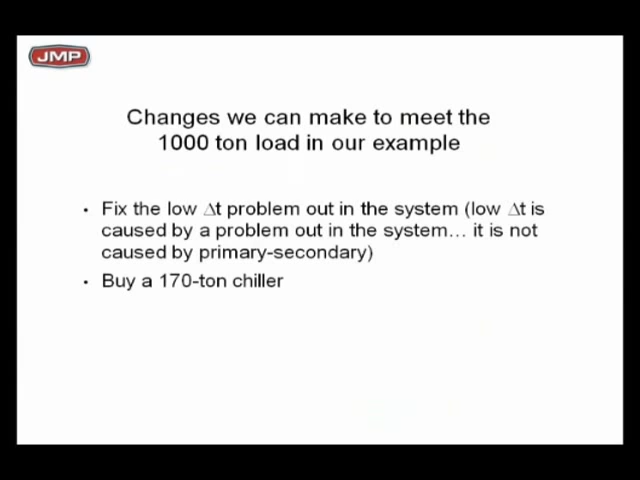 JMP
Changes we can make to meet the
1000 ton load in our example
• Fix the low Δt problem out in the system (low Δt is
caused by a problem out in the system… it is not
caused by primary-secondary)
• Buy a 170-ton chiller